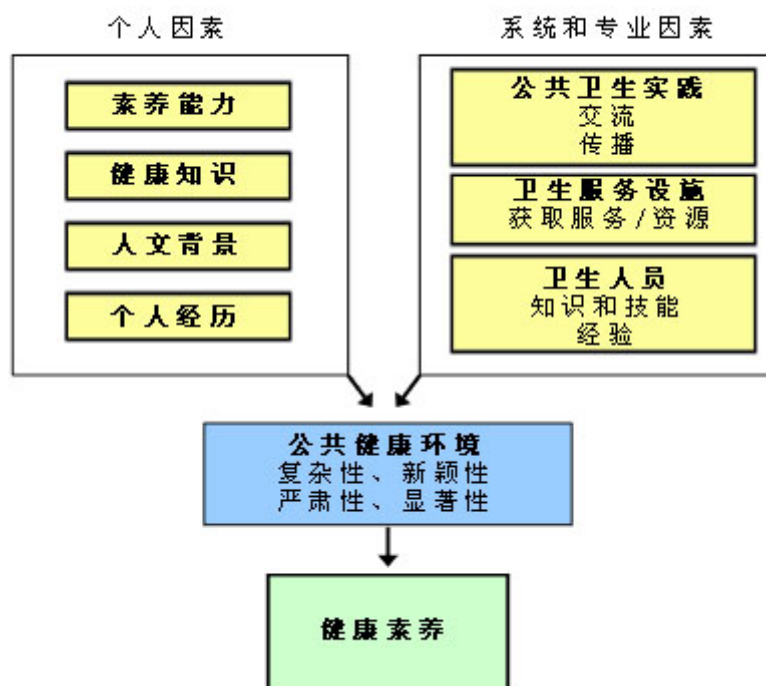 个人因素
素养能力
健康知识
人文背景
个人经历
系统和专业因素
公共卫生实践
交流
传播
卫生服务设施
获取服务/资源
卫生人员
知识和技能
经验
公共健康环境
复杂性、新颖性
严肃性、显著性
健康素养